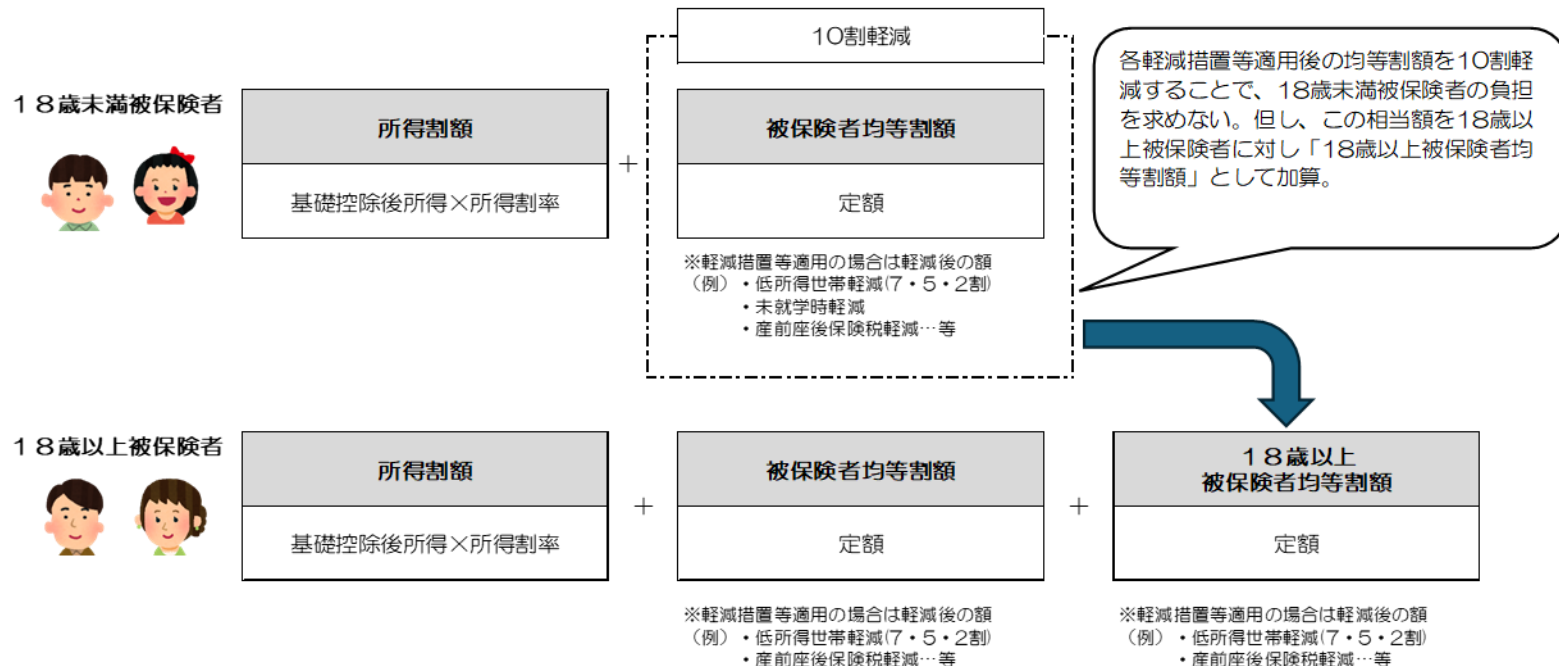 10割軽減
各軽減措置等適用後の均等割額を10割軽
減することで、18歳未満被保険者の負担
を求めない。但し、この相当額を18歳以
上被保険者に対し「18歳以上被保険者均
等割額」として加算。
18歳未満被保険者
所得割額
+
被保険者均等割額
基礎控除後所得×所得割率
定額
※軽減措置等適用の場合は軽減後の額
（例）・低所得世帯軽減(7・5・2割)
・未就学時軽減
・産前座後保険税軽減…等
18歳以上被保険者
所得割額
+
被保険者均等割額
+
18歳以上
被保険者均等割額
基礎控除後所得×所得割率
定額
定額
※軽減措置等適用の場合は軽減後の額
（例）・低所得世帯軽減(7・5・2割)
・産前座後保険税軽減…等
※軽減措置等適用の場合は軽減後の額
（例）・低所得世帯軽減(7・5・2割)
・産前座後保険税軽減…等